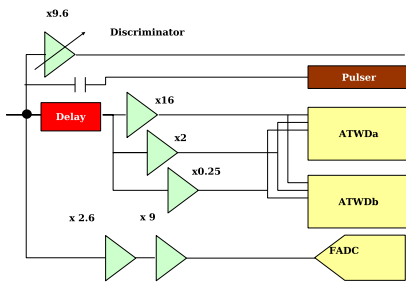 x9.6
Discriminator
Pulser
x16
Delay
ATWDa
x2
x0.25
ATWDb
x 2.6
x 9
FADC